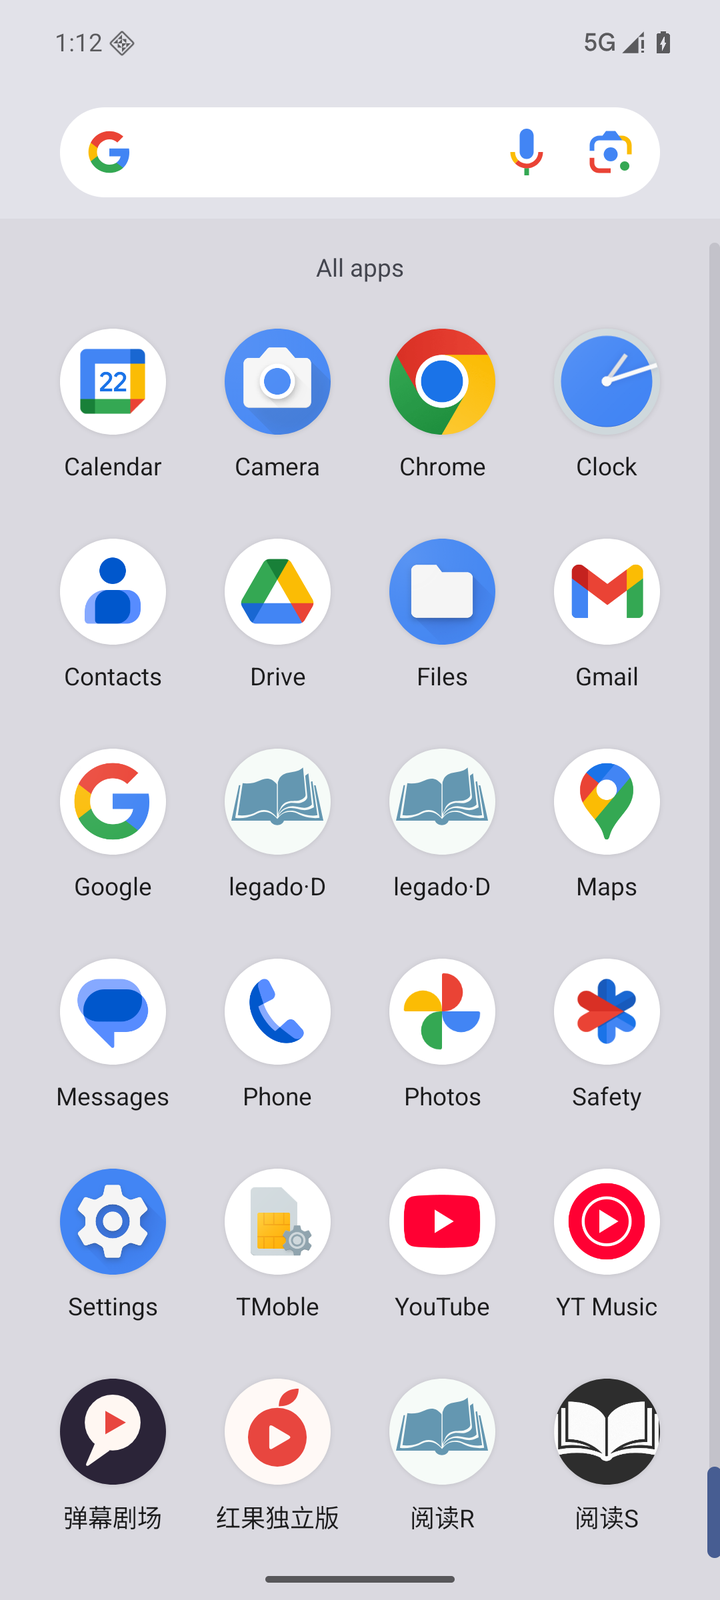 1:12 5G
All apps
22
Calendar Camera Chrome Clock
Contacts Drive Files Gmail
Google legado·D legado·D Maps
Messages Phone Photos Safety
Settings TMoble YouTube YT Music
弹幕剧场 红果独立版 阅读R 阅读S